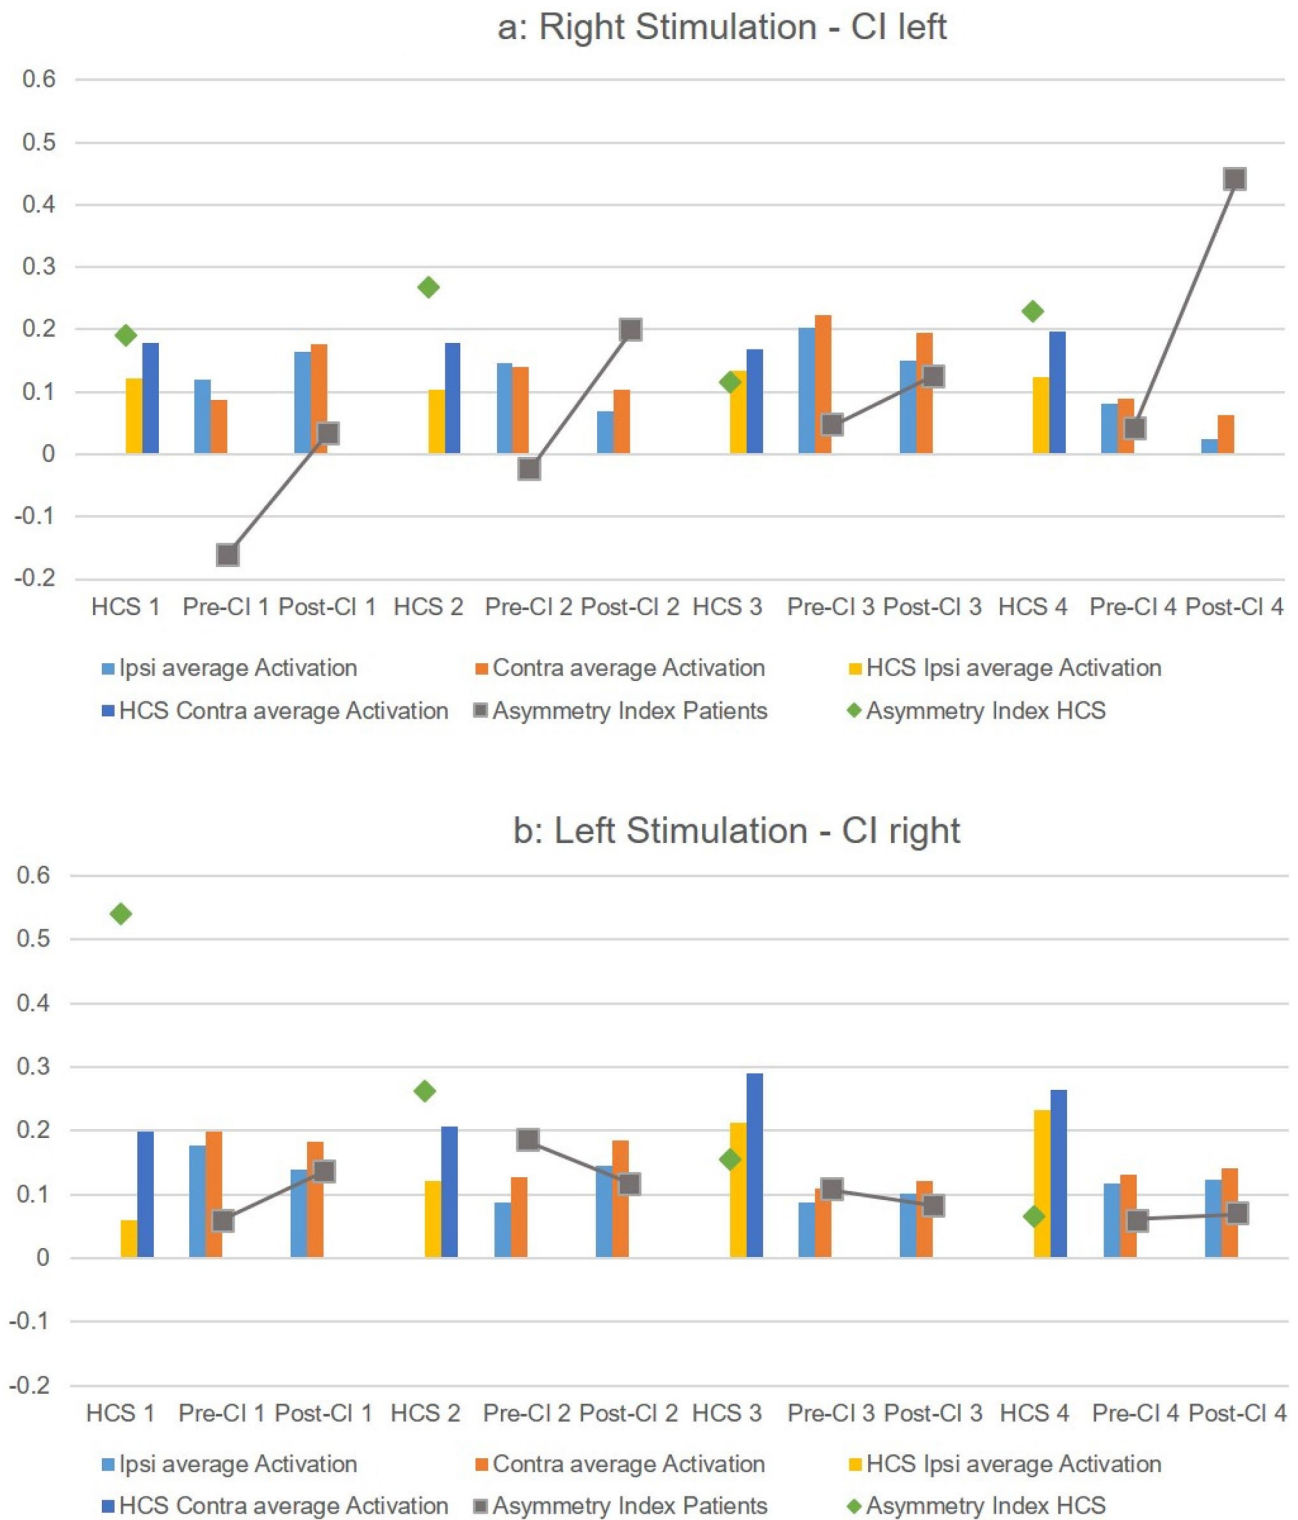 a: Right Stimulation - CI left
0.6
0.5
0.4
0.3
0.2
0.1
0
-0.1
-0.2
HCS 1 Pre-CI 1 Post-CI 1 HCS 2 Pre-CI 2 Post-CI 2 HCS 3 Pre-CI 3 Post-CI 3 HCS 4 Pre-CI 4 Post-CI 4
Ipsi average Activation Contra average Activation HCS Ipsi average Activation
HCS Contra average Activation Asymmetry Index Patients Asymmetry Index HCS
b: Left Stimulation - CI right
0.6
0.5
0.4
0.3
0.2
0.1
0
-0.1
-0.2
HCS 1 Pre-CI 1 Post-CI 1 HCS 2 Pre-CI 2 Post-CI 2 HCS 3 Pre-CI 3 Post-CI 3 HCS 4 Pre-CI 4 Post-CI 4
Ipsi average Activation Contra average Activation HCS Ipsi average Activation
HCS Contra average Activation Asymmetry Index Patients Asymmetry Index HCS